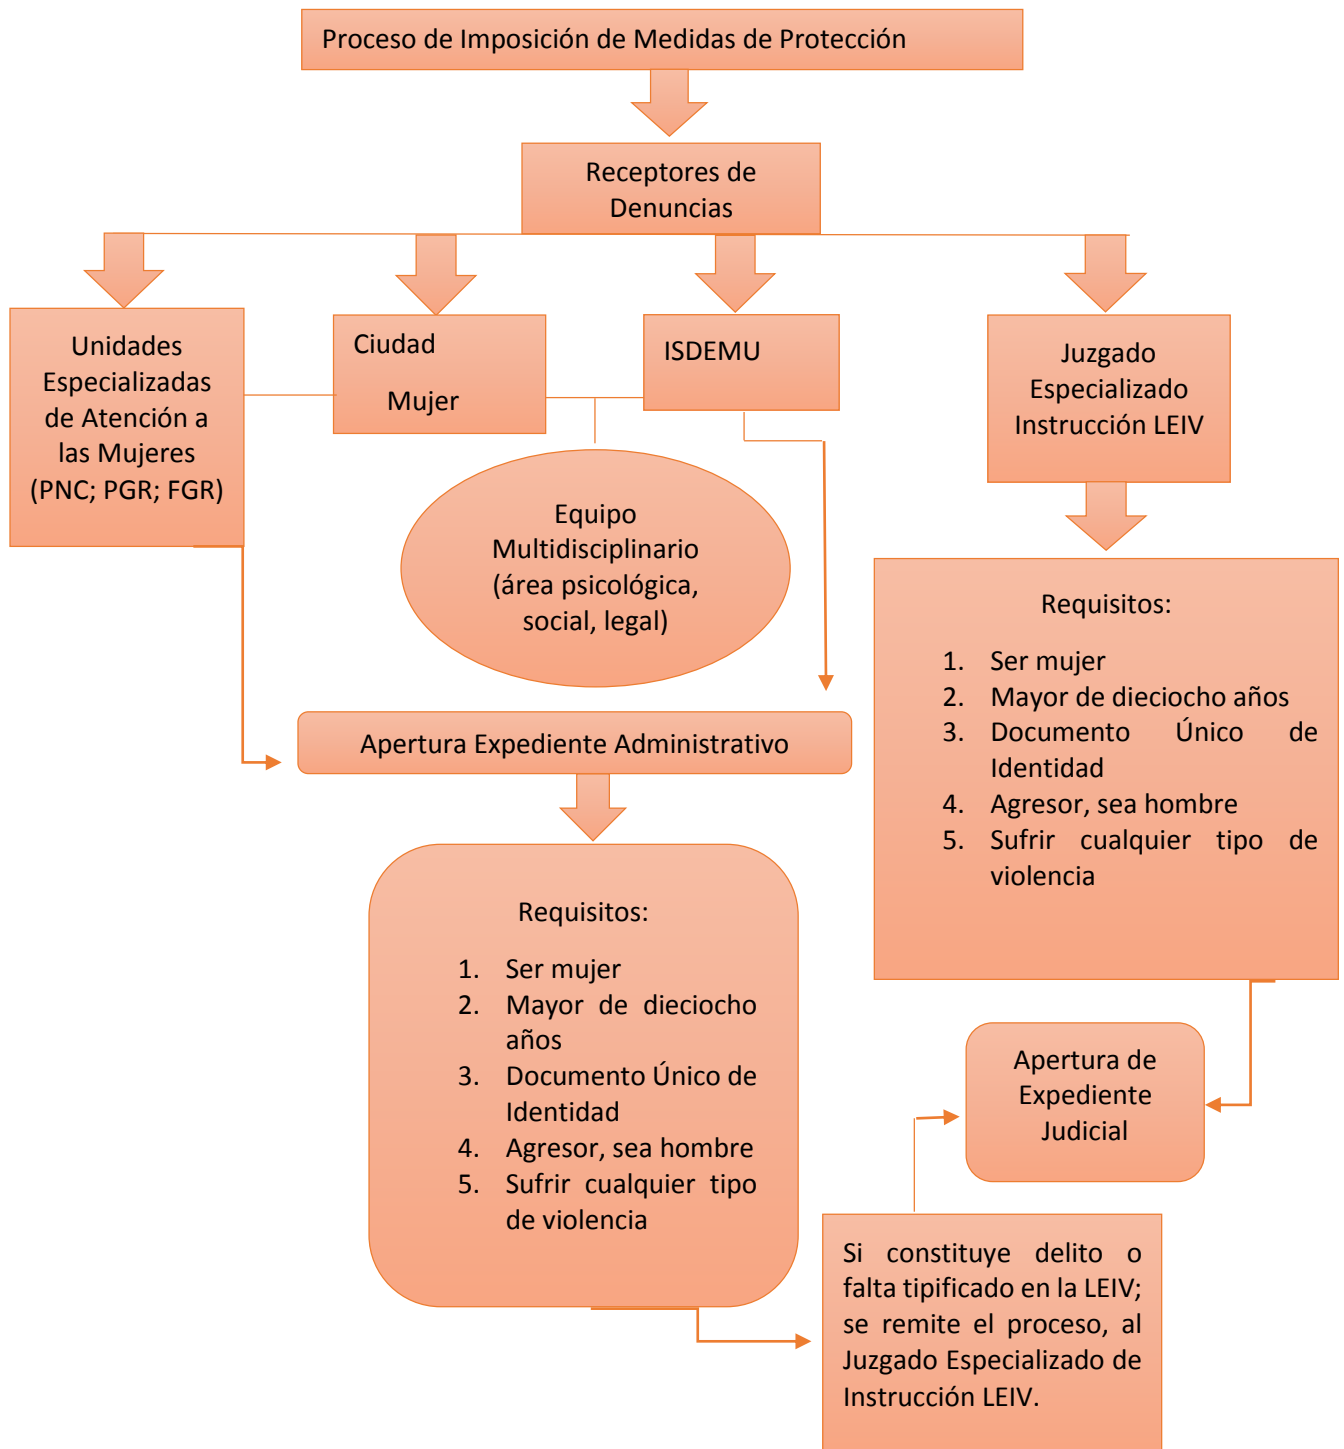 Proceso de Imposición de Medidas de Protección
Receptores de
Denuncias
Unidades
Especializadas
de Atención a
las Mujeres
(PNC; PGR; FGR)
Ciudad
Mujer
ISDEMU
Juzgado
Especializado
Instrucción LEIV
Equipo
Multidisciplinario
(área psicológica,
social, legal)
Requisitos:
1. Ser mujer
2. Mayor de dieciocho años
3. Documento Único de
Identidad
4. Agresor, sea hombre
5. Sufrir cualquier tipo de
violencia
Apertura Expediente Administrativo
Requisitos:
1. Ser mujer
2. Mayor de dieciocho
años
3. Documento Único de
Identidad
4. Agresor, sea hombre
5. Sufrir cualquier tipo
de violencia
Apertura de
Expediente
Judicial
Si constituye delito o
falta tipificado en la LEIV;
se remite el proceso, al
Juzgado Especializado de
Instrucción LEIV.